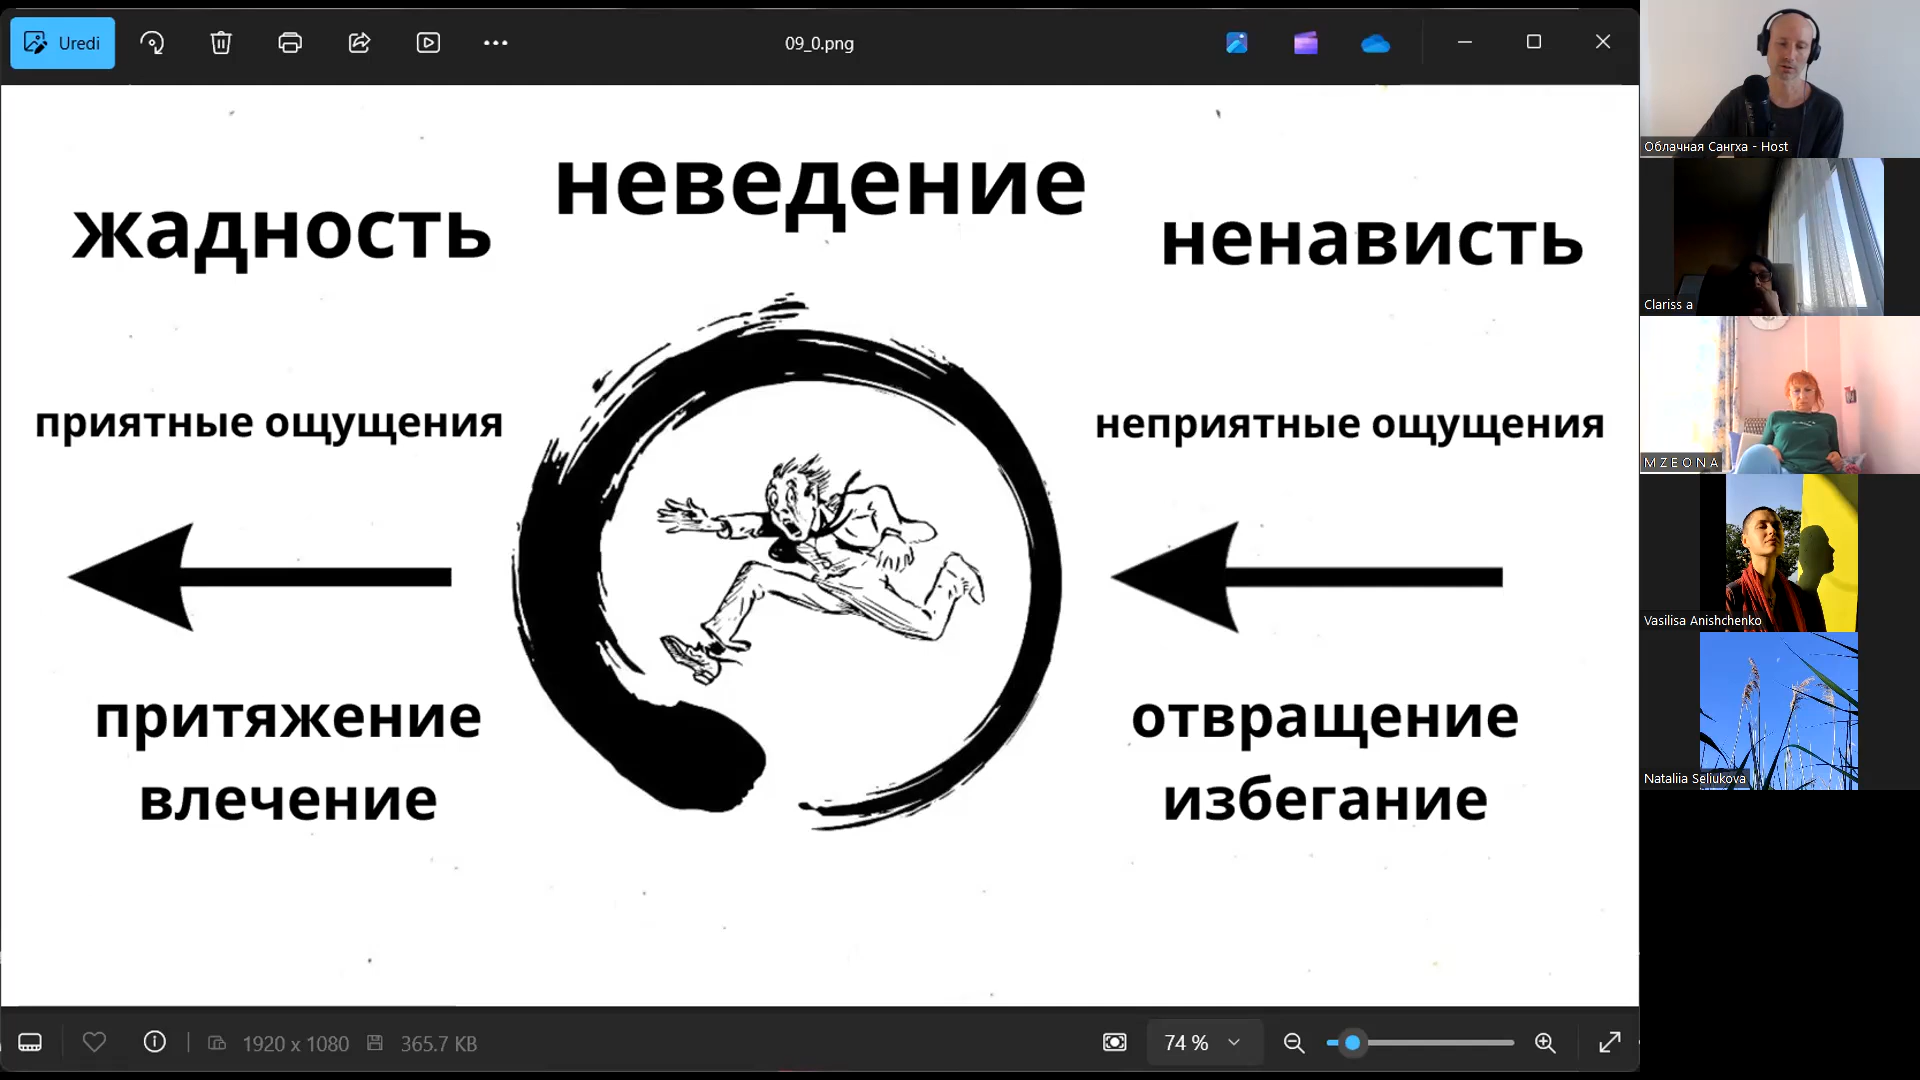 Uredi
09_0.png
жадность
неведение
ненависть
приятные ощущения
неприятные ощущения
притяжение
влечение
отвращение
избегание
1920 x 1080
365.7 KB
74 %
Облачная Сангха - Host
Clariss a
M Z E O N A
Vasilisa Anishchenko
Nataliia Seliukova